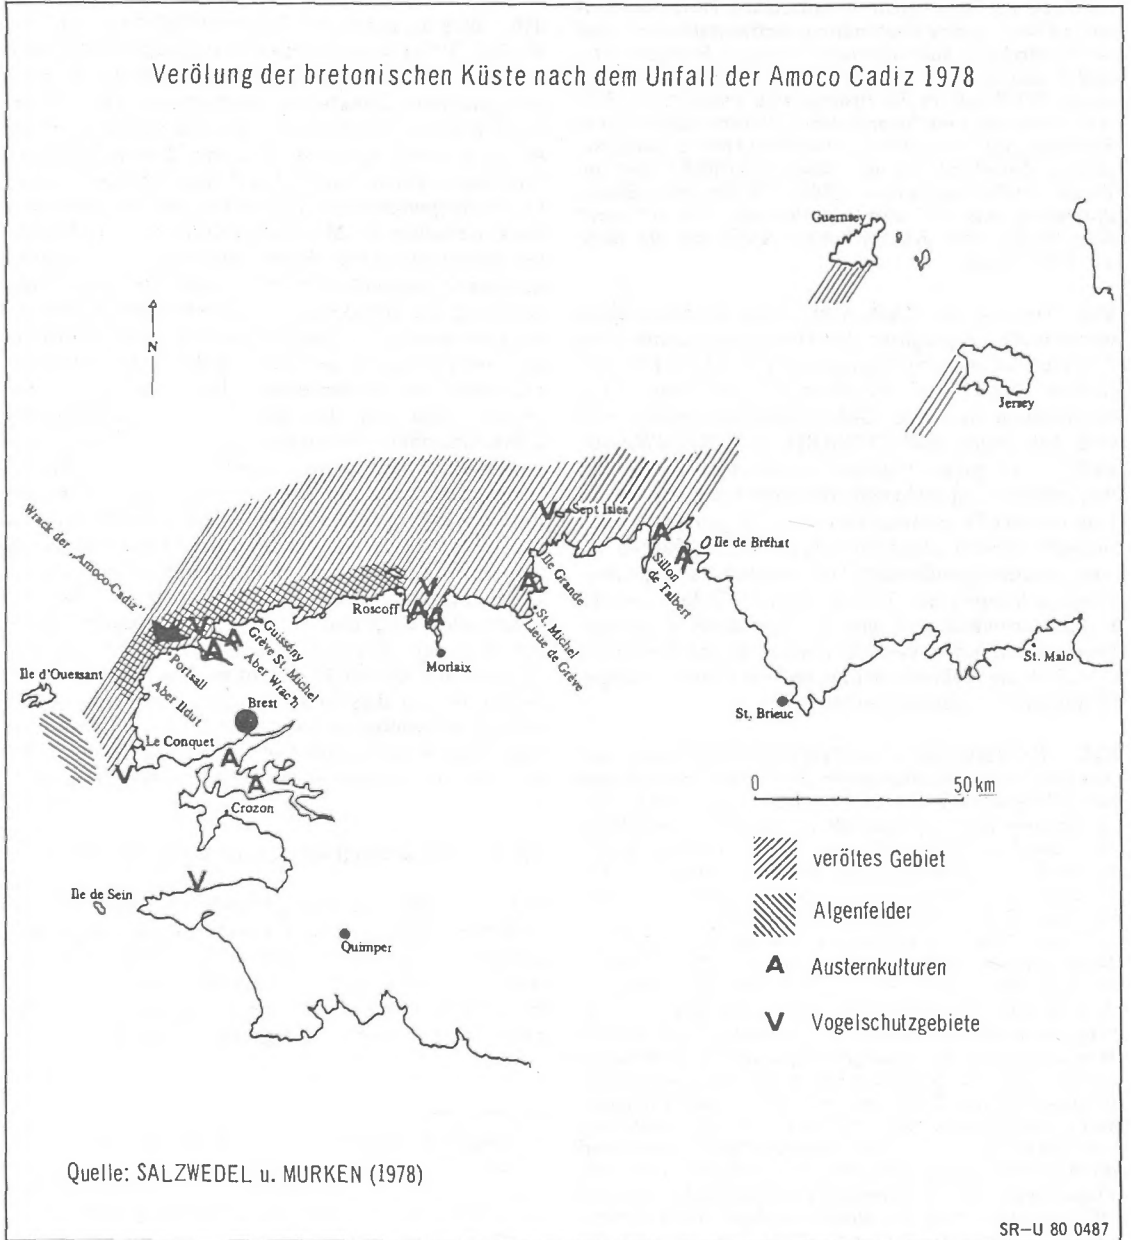 Verölung der bretonischen Küste nach dem Unfall der Amoco Cadiz 1978
Guernsey
N
Jersey
Wrack der „Amoco-Cadiz"
V Sept Isles
A
Ile de Bréhat
A
Sillon
de Talbert
Ile Grande
A
St. Michel
Lieue de Grève
Roscoff
V
A
A
Morlaix
V
A
A
Guissény
Grève St. Michel
Aber Wrac'h
Portsall
Aber Ildut
Ile d'Ouessant
Brest
Le Conquet
V
A
A
Crozon
St. Malo
St. Brieuc
0 50 km
V
Ile de Sein
Quimper
veröltes Gebiet
Algenfelder
A Austernkulturen
V Vogelschutzgebiete
Quelle: SALZWEDEL u. MURKEN (1978)
SR-U 80 0487